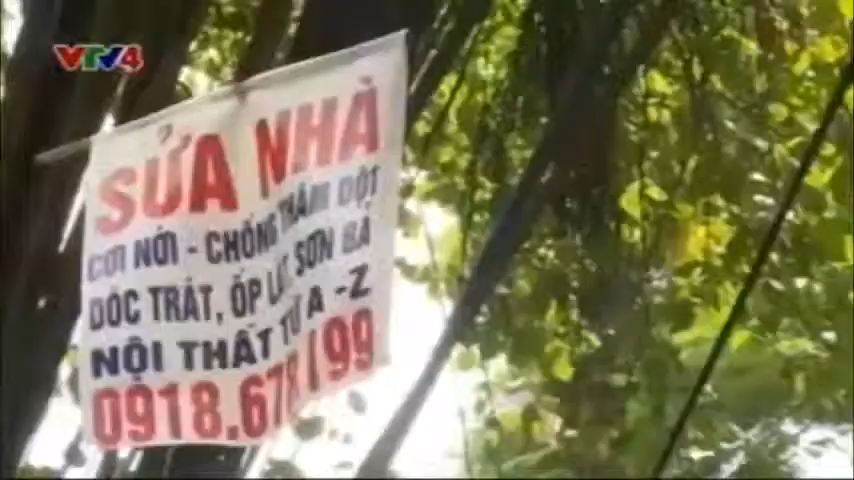 VTV4
SỬA NHÀ
CƠI NỚI - CHỐNG THẤM DỘT
DÓC TRÁT, ỐP LÁT, SƠN BẢ
NỘI THẤT TỪ A - Z
0918.678199